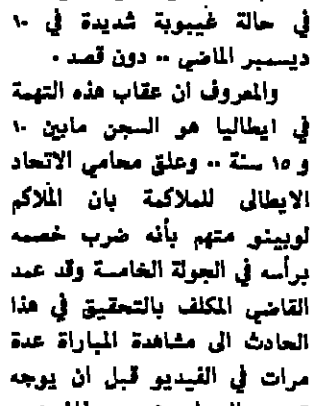 في حالة غيبوبة شديدة في ١٠
ديسمبر الماضي .. دون قصد .
والمعروف ان عقاب هذه التهمة
في ايطاليا هو السجن مابين ١٠
و ١٥ سنة .. وعلق محامي الاتحاد
الايطالى للملاكمة بان الملاكم
لوبينو متهم بأنه ضرب خصمه
برأسه في الجولة الخامسة وقد عمد
القاضي المكلف بالتحقيق في هذا
الحادث الى مشاهدة المباراة عدة
مرات في الفيديو قبل ان يوجه